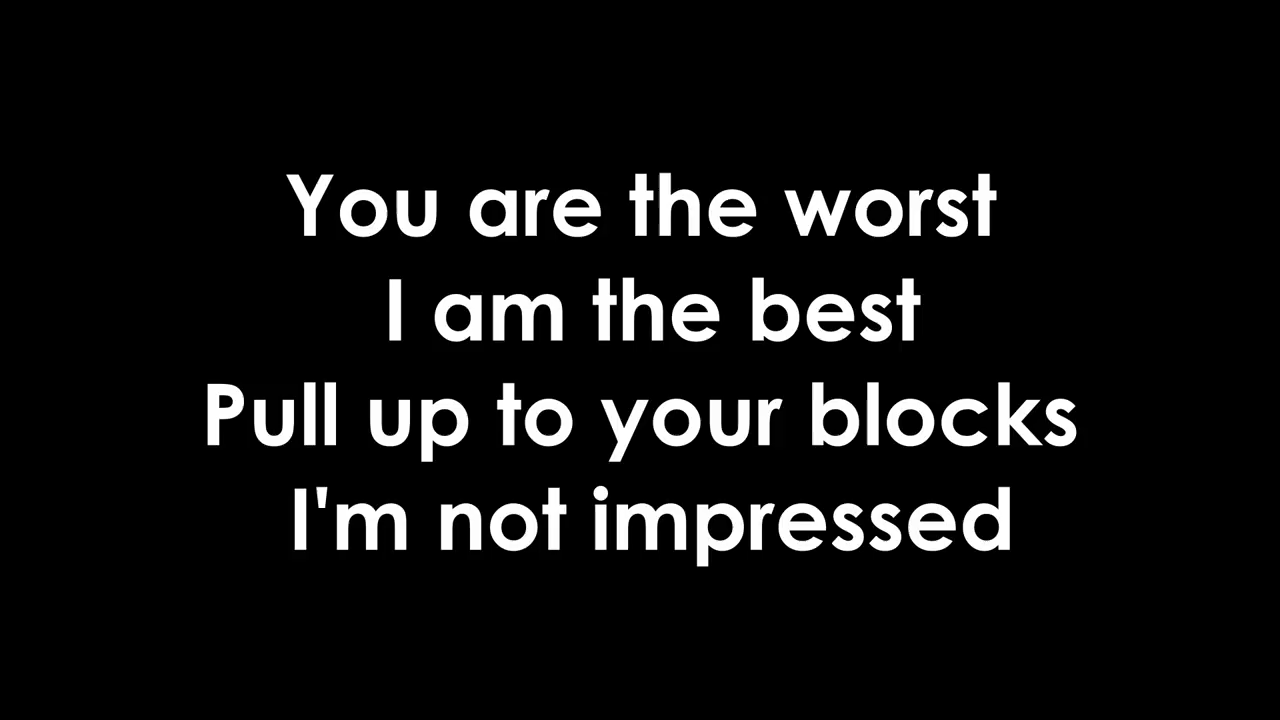 You are the worst
I am the best
Pull up to your blocks
I'm not impressed